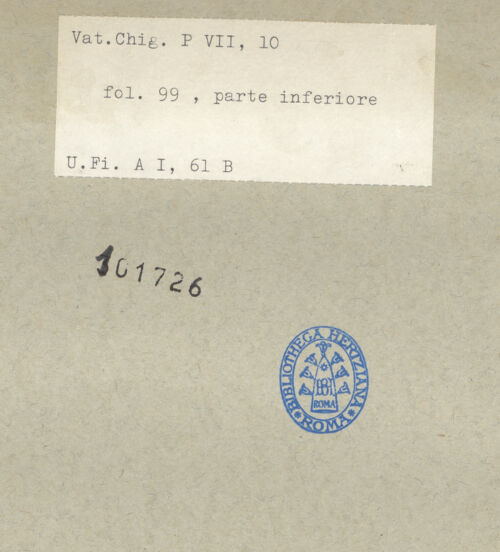 Vat.Chig. P VII, 10
fol. 99 , parte inferiore
U.Fi. A I, 61 B
101726
BIBLIOTHECA HERTZIANA
ROMA
ROMA